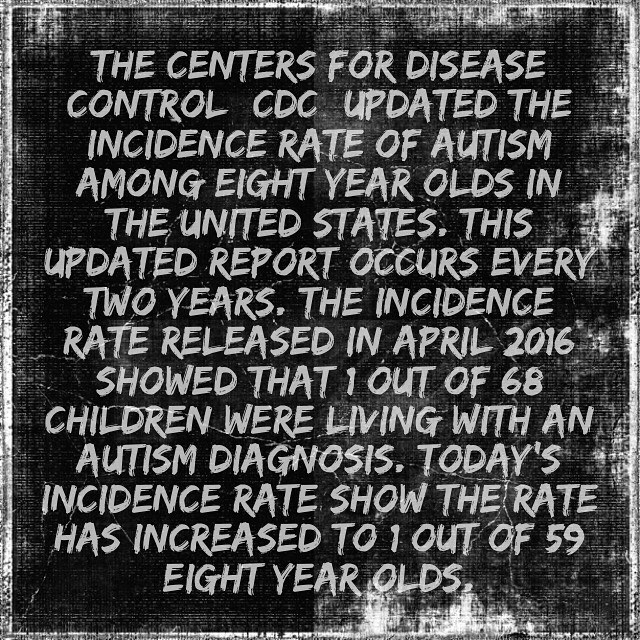 THE CENTERS FOR DISEASE
CONTROL CDC UPDATED THE
INCIDENCE RATE OF AUTISM
AMONG EIGHT YEAR OLDS IN
THE UNITED STATES. THIS
UPDATED REPORT OCCURS EVERY
TWO YEARS. THE INCIDENCE
RATE RELEASED IN APRIL 2016
SHOWED THAT 1 OUT OF 68
CHILDREN WERE LIVING WITH AN
AUTISM DIAGNOSIS. TODAY'S
INCIDENCE RATE SHOW THE RATE
HAS INCREASED TO 1 OUT OF 59
EIGHT YEAR OLDS.